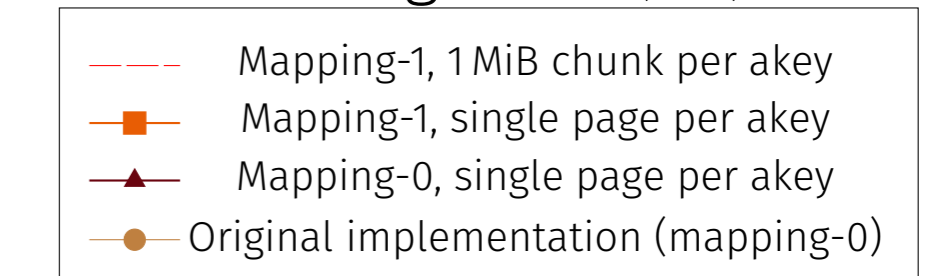 Mapping-1, 1 MiB chunk per akey
Mapping-1, single page per akey
Mapping-0, single page per akey
Original implementation (mapping-0)